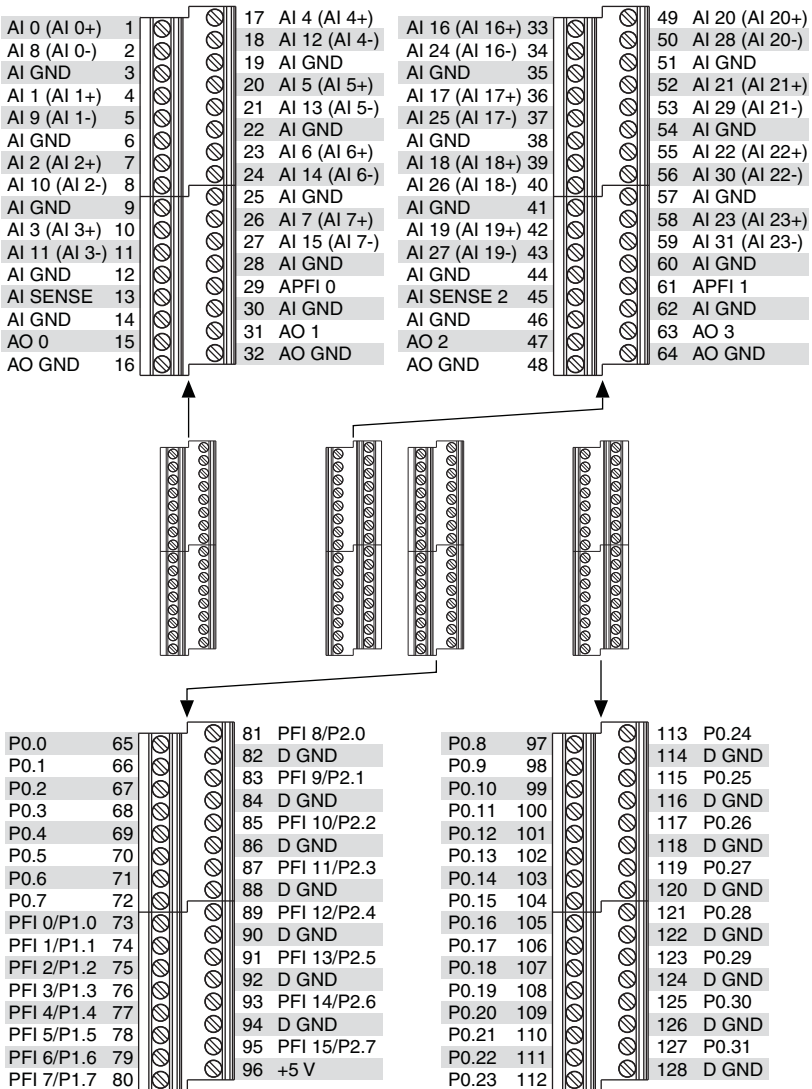 AI 0 (AI 0+) 1
AI 8 (AI 0-) 2
AI GND 3
AI 1 (AI 1+) 4
AI 9 (AI 1-) 5
AI GND 6
AI 2 (AI 2+) 7
AI 10 (AI 2-) 8
AI GND 9
AI 3 (AI 3+) 10
AI 11 (AI 3-) 11
AI GND 12
AI SENSE 13
AI GND 14
AO 0 15
AO GND 16
17 AI 4 (AI 4+)
18 AI 12 (AI 4-)
19 AI GND
20 AI 5 (AI 5+)
21 AI 13 (AI 5-)
22 AI GND
23 AI 6 (AI 6+)
24 AI 14 (AI 6-)
25 AI GND
26 AI 7 (AI 7+)
27 AI 15 (AI 7-)
28 AI GND
29 APFI 0
30 AI GND
31 AO 1
32 AO GND
AI 16 (AI 16+) 33
AI 24 (AI 16-) 34
AI GND 35
AI 17 (AI 17+) 36
AI 25 (AI 17-) 37
AI GND 38
AI 18 (AI 18+) 39
AI 26 (AI 18-) 40
AI GND 41
AI 19 (AI 19+) 42
AI 27 (AI 19-) 43
AI GND 44
AI SENSE 2 45
AI GND 46
AO 2 47
AO GND 48
49 AI 20 (AI 20+)
50 AI 28 (AI 20-)
51 AI GND
52 AI 21 (AI 21+)
53 AI 29 (AI 21-)
54 AI GND
55 AI 22 (AI 22+)
56 AI 30 (AI 22-)
57 AI GND
58 AI 23 (AI 23+)
59 AI 31 (AI 23-)
60 AI GND
61 APFI 1
62 AI GND
63 AO 3
64 AO GND
P0.0 65
P0.1 66
P0.2 67
P0.3 68
P0.4 69
P0.5 70
P0.6 71
P0.7 72
PFI 0/P1.0 73
PFI 1/P1.1 74
PFI 2/P1.2 75
PFI 3/P1.3 76
PFI 4/P1.4 77
PFI 5/P1.5 78
PFI 6/P1.6 79
PFI 7/P1.7 80
81 PFI 8/P2.0
82 D GND
83 PFI 9/P2.1
84 D GND
85 PFI 10/P2.2
86 D GND
87 PFI 11/P2.3
88 D GND
89 PFI 12/P2.4
90 D GND
91 PFI 13/P2.5
92 D GND
93 PFI 14/P2.6
94 D GND
95 PFI 15/P2.7
96 +5 V
P0.8 97
P0.9 98
P0.10 99
P0.11 100
P0.12 101
P0.13 102
P0.14 103
P0.15 104
P0.16 105
P0.17 106
P0.18 107
P0.19 108
P0.20 109
P0.21 110
P0.22 111
P0.23 112
113 P0.24
114 D GND
115 P0.25
116 D GND
117 P0.26
118 D GND
119 P0.27
120 D GND
121 P0.28
122 D GND
123 P0.29
124 D GND
125 P0.30
126 D GND
127 P0.31
128 D GND